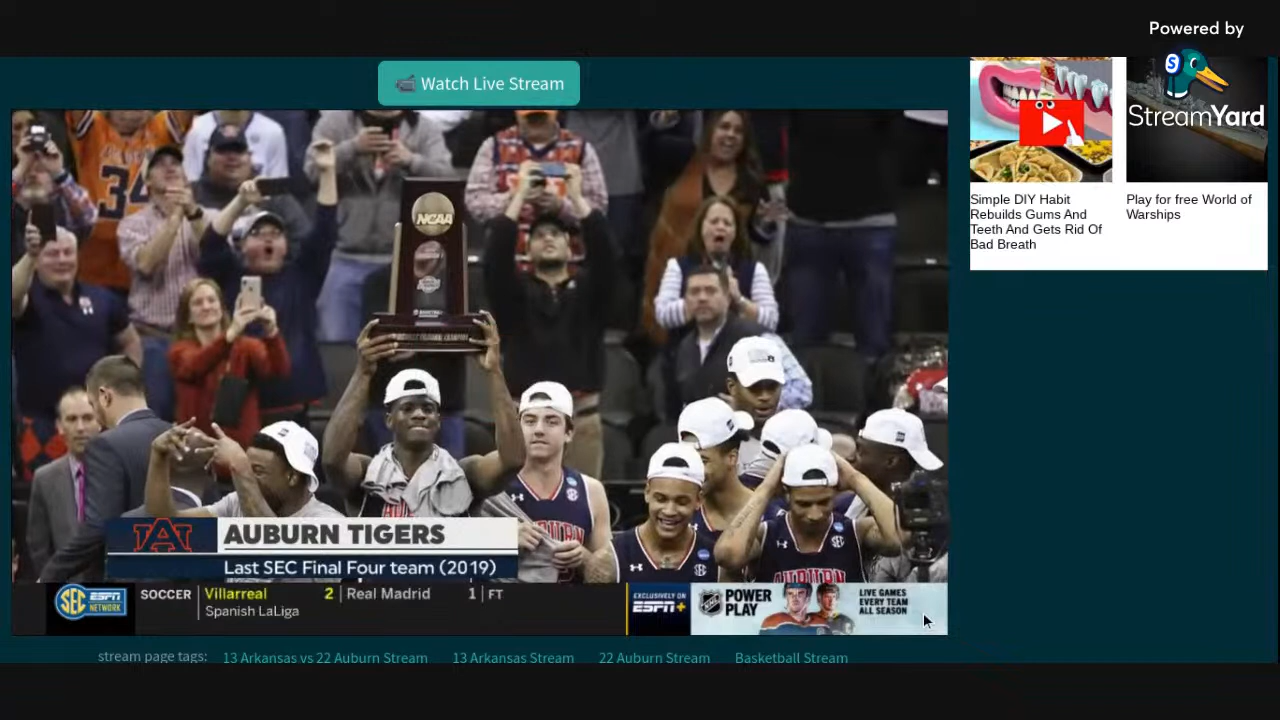 Powered by
StreamYard
📹 Watch Live Stream
Simple DIY Habit
Rebuilds Gums And
Teeth And Gets Rid Of
Bad Breath
Play for free World of
Warships
34
NCAA
AUBURN TIGERS
Last SEC Final Four team (2019)
SEC ESPN NETWORK
SOCCER Villarreal 2 Real Madrid 1 FT
Spanish LaLiga
EXCLUSIVELY ON
ESPN+
NHL
POWER
PLAY
LIVE GAMES
EVERY TEAM
ALL SEASON
stream page tags: 13 Arkansas vs 22 Auburn Stream 13 Arkansas Stream 22 Auburn Stream Basketball Stream